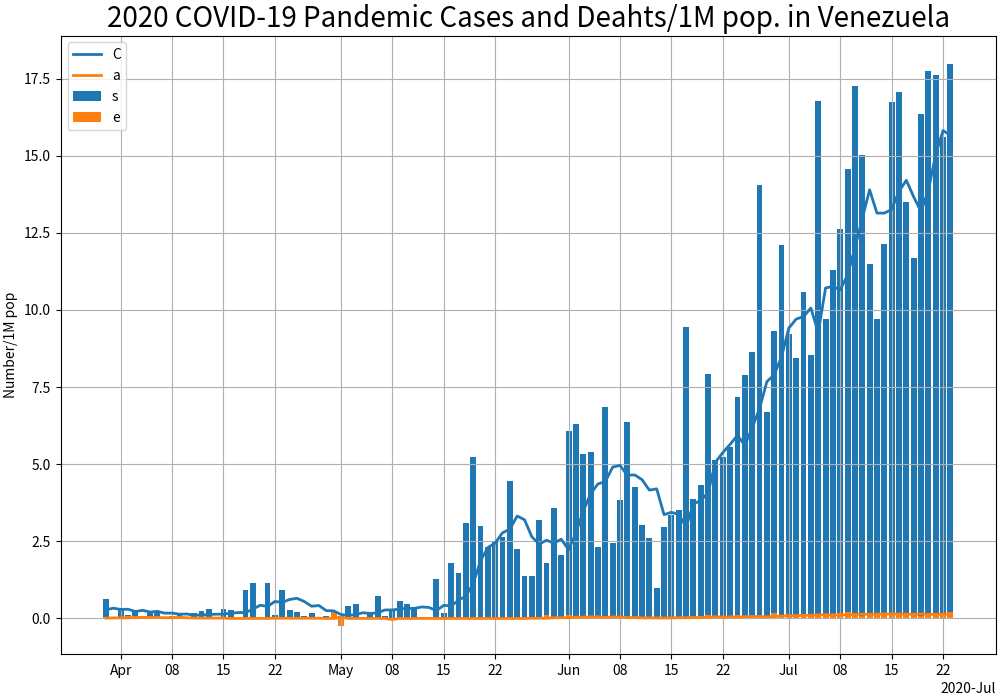 2020 COVID-19 Pandemic Cases and Deahts/1M pop. in Venezuela
C
a
s
e
17.5
15.0
12.5
10.0
7.5
5.0
2.5
0.0
Number/1M pop
Apr 08 15 22 May 08 15 22 Jun 08 15 22 Jul 08 15 22
2020-Jul